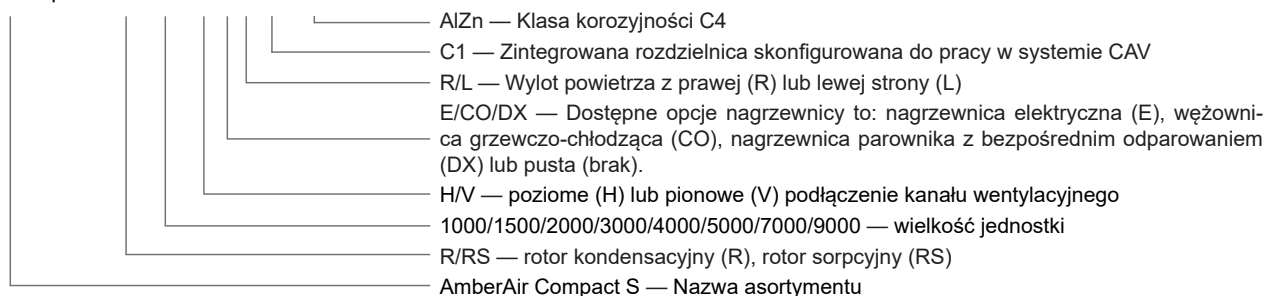 AlZn — Klasa korozyjności C4
C1 — Zintegrowana rozdzielnica skonfigurowana do pracy w systemie CAV
R/L — Wylot powietrza z prawej (R) lub lewej strony (L)
E/CO/DX — Dostępne opcje nagrzewnicy to: nagrzewnica elektryczna (E), wężowni-
ca grzewczo-chłodząca (CO), nagrzewnica parownika z bezpośrednim odparowaniem
(DX) lub pusta (brak).
H/V — poziome (H) lub pionowe (V) podłączenie kanału wentylacyjnego
1000/1500/2000/3000/4000/5000/7000/9000 — wielkość jednostki
R/RS — rotor kondensacyjny (R), rotor sorpcyjny (RS)
AmberAir Compact S — Nazwa asortymentu